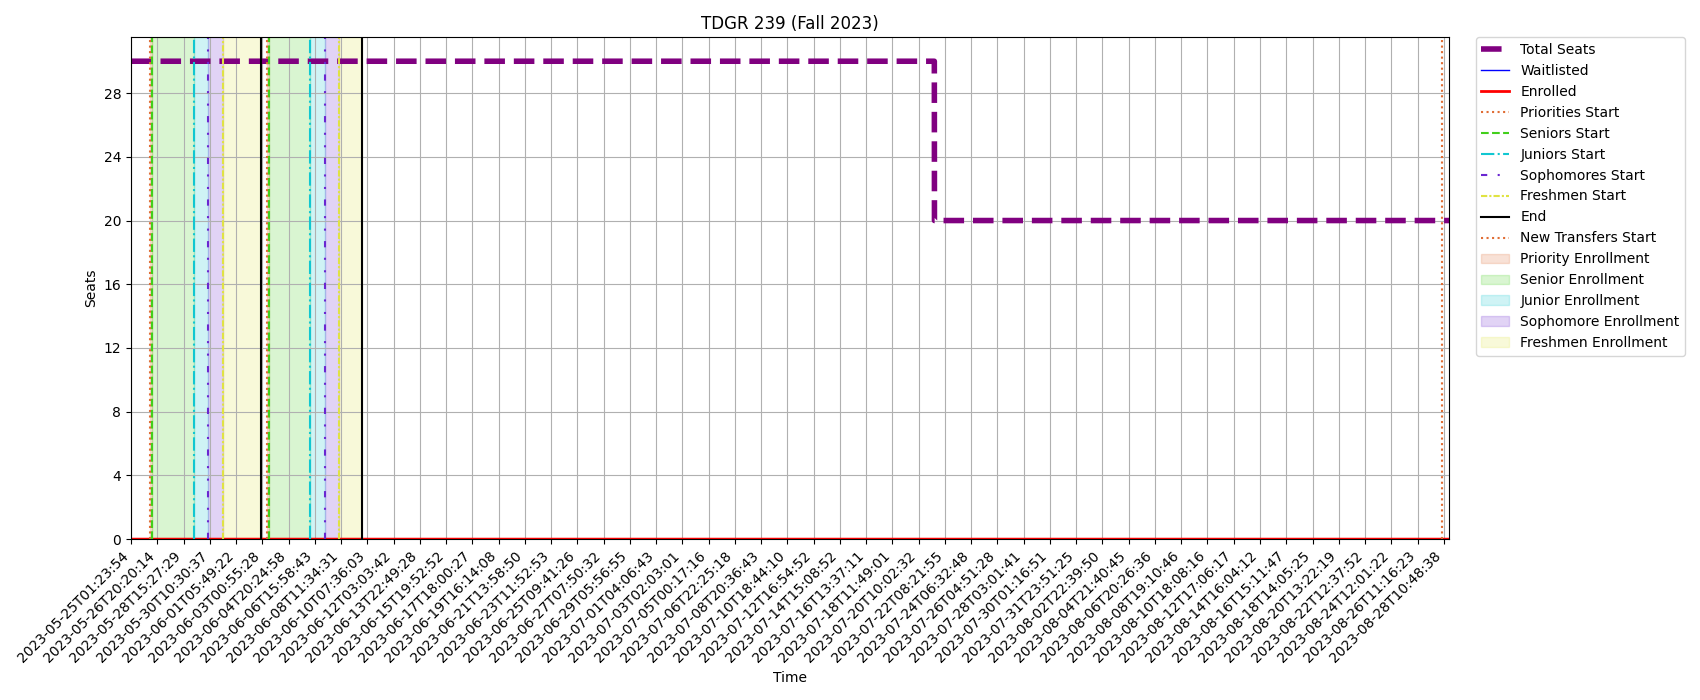 TDGR 239 (Fall 2023)
Seats
28
24
20
16
12
8
4
0
2023-05-25T01:23:54
2023-05-26T20:20:14
2023-05-28T15:27:29
2023-05-30T10:30:37
2023-06-01T05:49:22
2023-06-03T00:55:28
2023-06-04T20:24:58
2023-06-06T15:58:43
2023-06-08T11:34:31
2023-06-10T07:36:03
2023-06-12T03:03:42
2023-06-13T22:49:28
2023-06-15T19:52:52
2023-06-17T18:00:27
2023-06-19T16:14:08
2023-06-21T13:58:50
2023-06-23T11:52:53
2023-06-25T09:41:26
2023-06-27T07:50:32
2023-06-29T05:56:55
2023-07-01T04:06:43
2023-07-03T02:03:01
2023-07-05T00:17:16
2023-07-06T22:25:18
2023-07-08T20:36:43
2023-07-10T18:44:10
2023-07-12T16:54:52
2023-07-14T15:08:52
2023-07-16T13:37:11
2023-07-18T11:49:01
2023-07-20T10:02:32
2023-07-22T08:21:55
2023-07-24T06:32:48
2023-07-26T04:51:28
2023-07-28T03:01:41
2023-07-30T01:16:51
2023-07-31T23:51:25
2023-08-02T22:39:50
2023-08-04T21:40:45
2023-08-06T20:26:36
2023-08-08T19:10:46
2023-08-10T18:08:16
2023-08-12T17:06:17
2023-08-14T16:04:12
2023-08-16T15:11:47
2023-08-18T14:05:25
2023-08-20T13:22:19
2023-08-22T12:37:52
2023-08-24T12:01:22
2023-08-26T11:16:23
2023-08-28T10:48:38
Time
Total Seats
Waitlisted
Enrolled
Priorities Start
Seniors Start
Juniors Start
Sophomores Start
Freshmen Start
End
New Transfers Start
Priority Enrollment
Senior Enrollment
Junior Enrollment
Sophomore Enrollment
Freshmen Enrollment